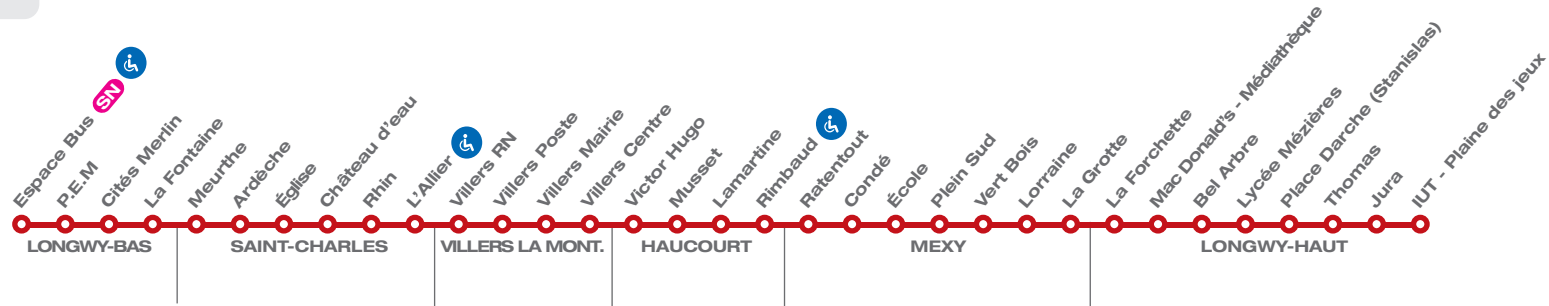 Espace Bus SN
P.E.M
Cités Merlin
La Fontaine
Meurthe
Ardèche
Église
Château d'eau
Rhin
L'Allier
Villers RN
Villers Poste
Villers Mairie
Villers Centre
Victor Hugo
Musset
Lamartine
Rimbaud
Ratentout
Condé
École
Plein Sud
Vert Bois
Lorraine
La Grotte
La Forchette
Mac Donald's - Médiathèque
Bel Arbre
Lycée Mézières
Place Darche (Stanislas)
Thomas
Jura
IUT - Plaine des jeux
LONGWY-BAS
SAINT-CHARLES
VILLERS LA MONT.
HAUCOURT
MEXY
LONGWY-HAUT